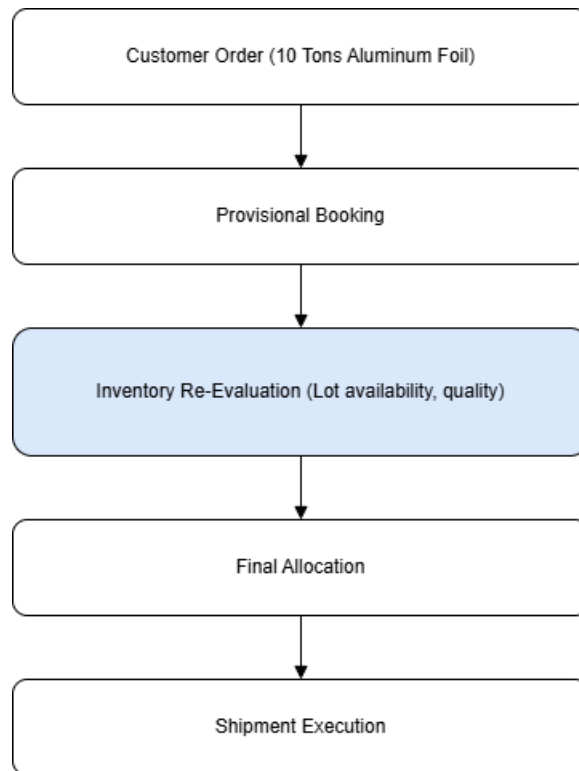 Customer Order (10 Tons Aluminum Foil)
Provisional Booking
Inventory Re-Evaluation (Lot availability, quality)
Final Allocation
Shipment Execution